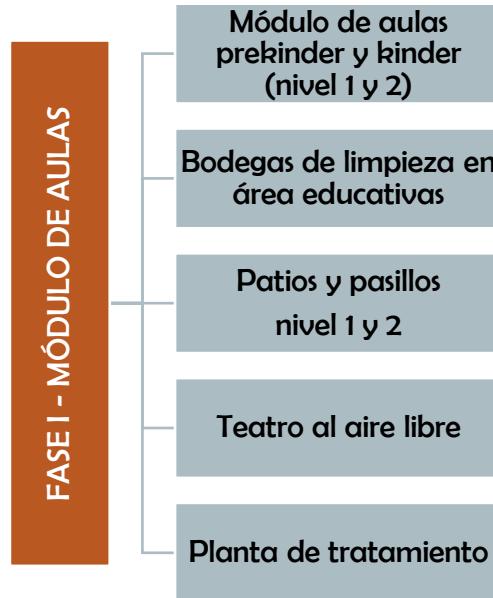 FASE I - MÓDULO DE AULAS
Módulo de aulas
prekinder y kinder
(nivel 1 y 2)
Bodegas de limpieza en
área educativas
Patios y pasillos
nivel 1 y 2
Teatro al aire libre
Planta de tratamiento